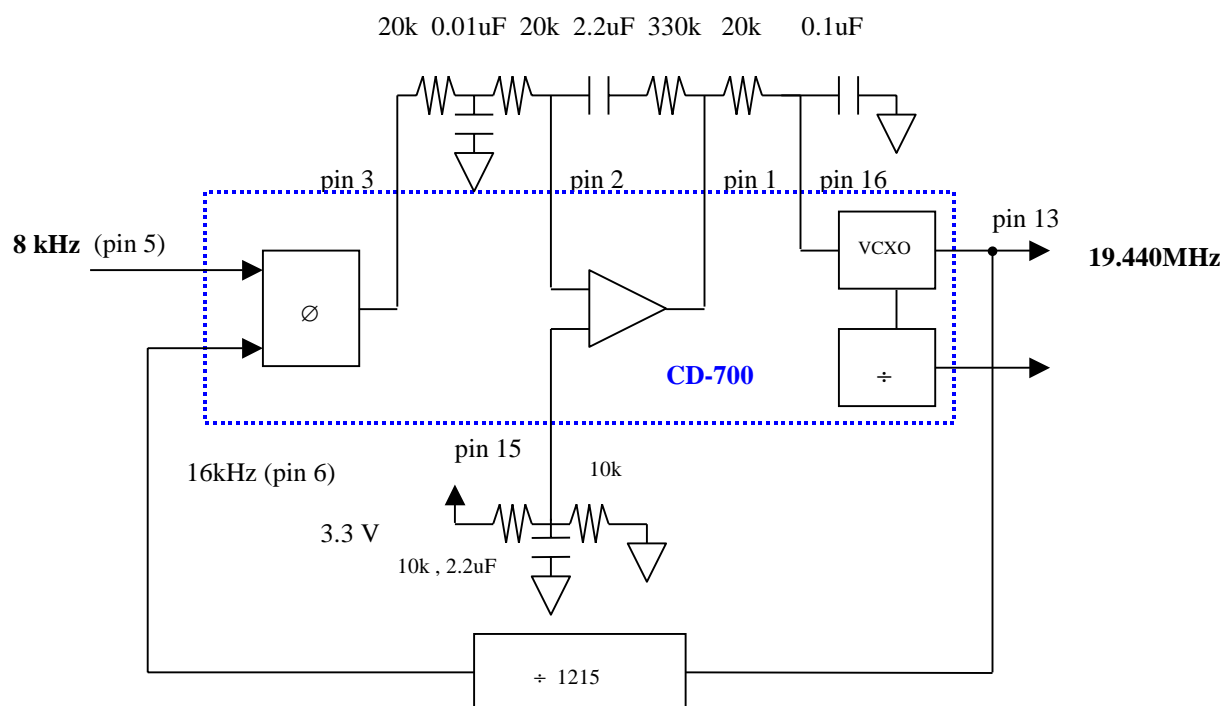 20k 0.01uF 20k 2.2uF 330k 20k 0.1uF
pin 3
pin 2
pin 1
pin 16
8 kHz (pin 5)
∅
VCXO
pin 13
19.440MHz
CD-700
÷
pin 15
16kHz (pin 6)
10k
3.3 V
10k , 2.2uF
÷ 1215